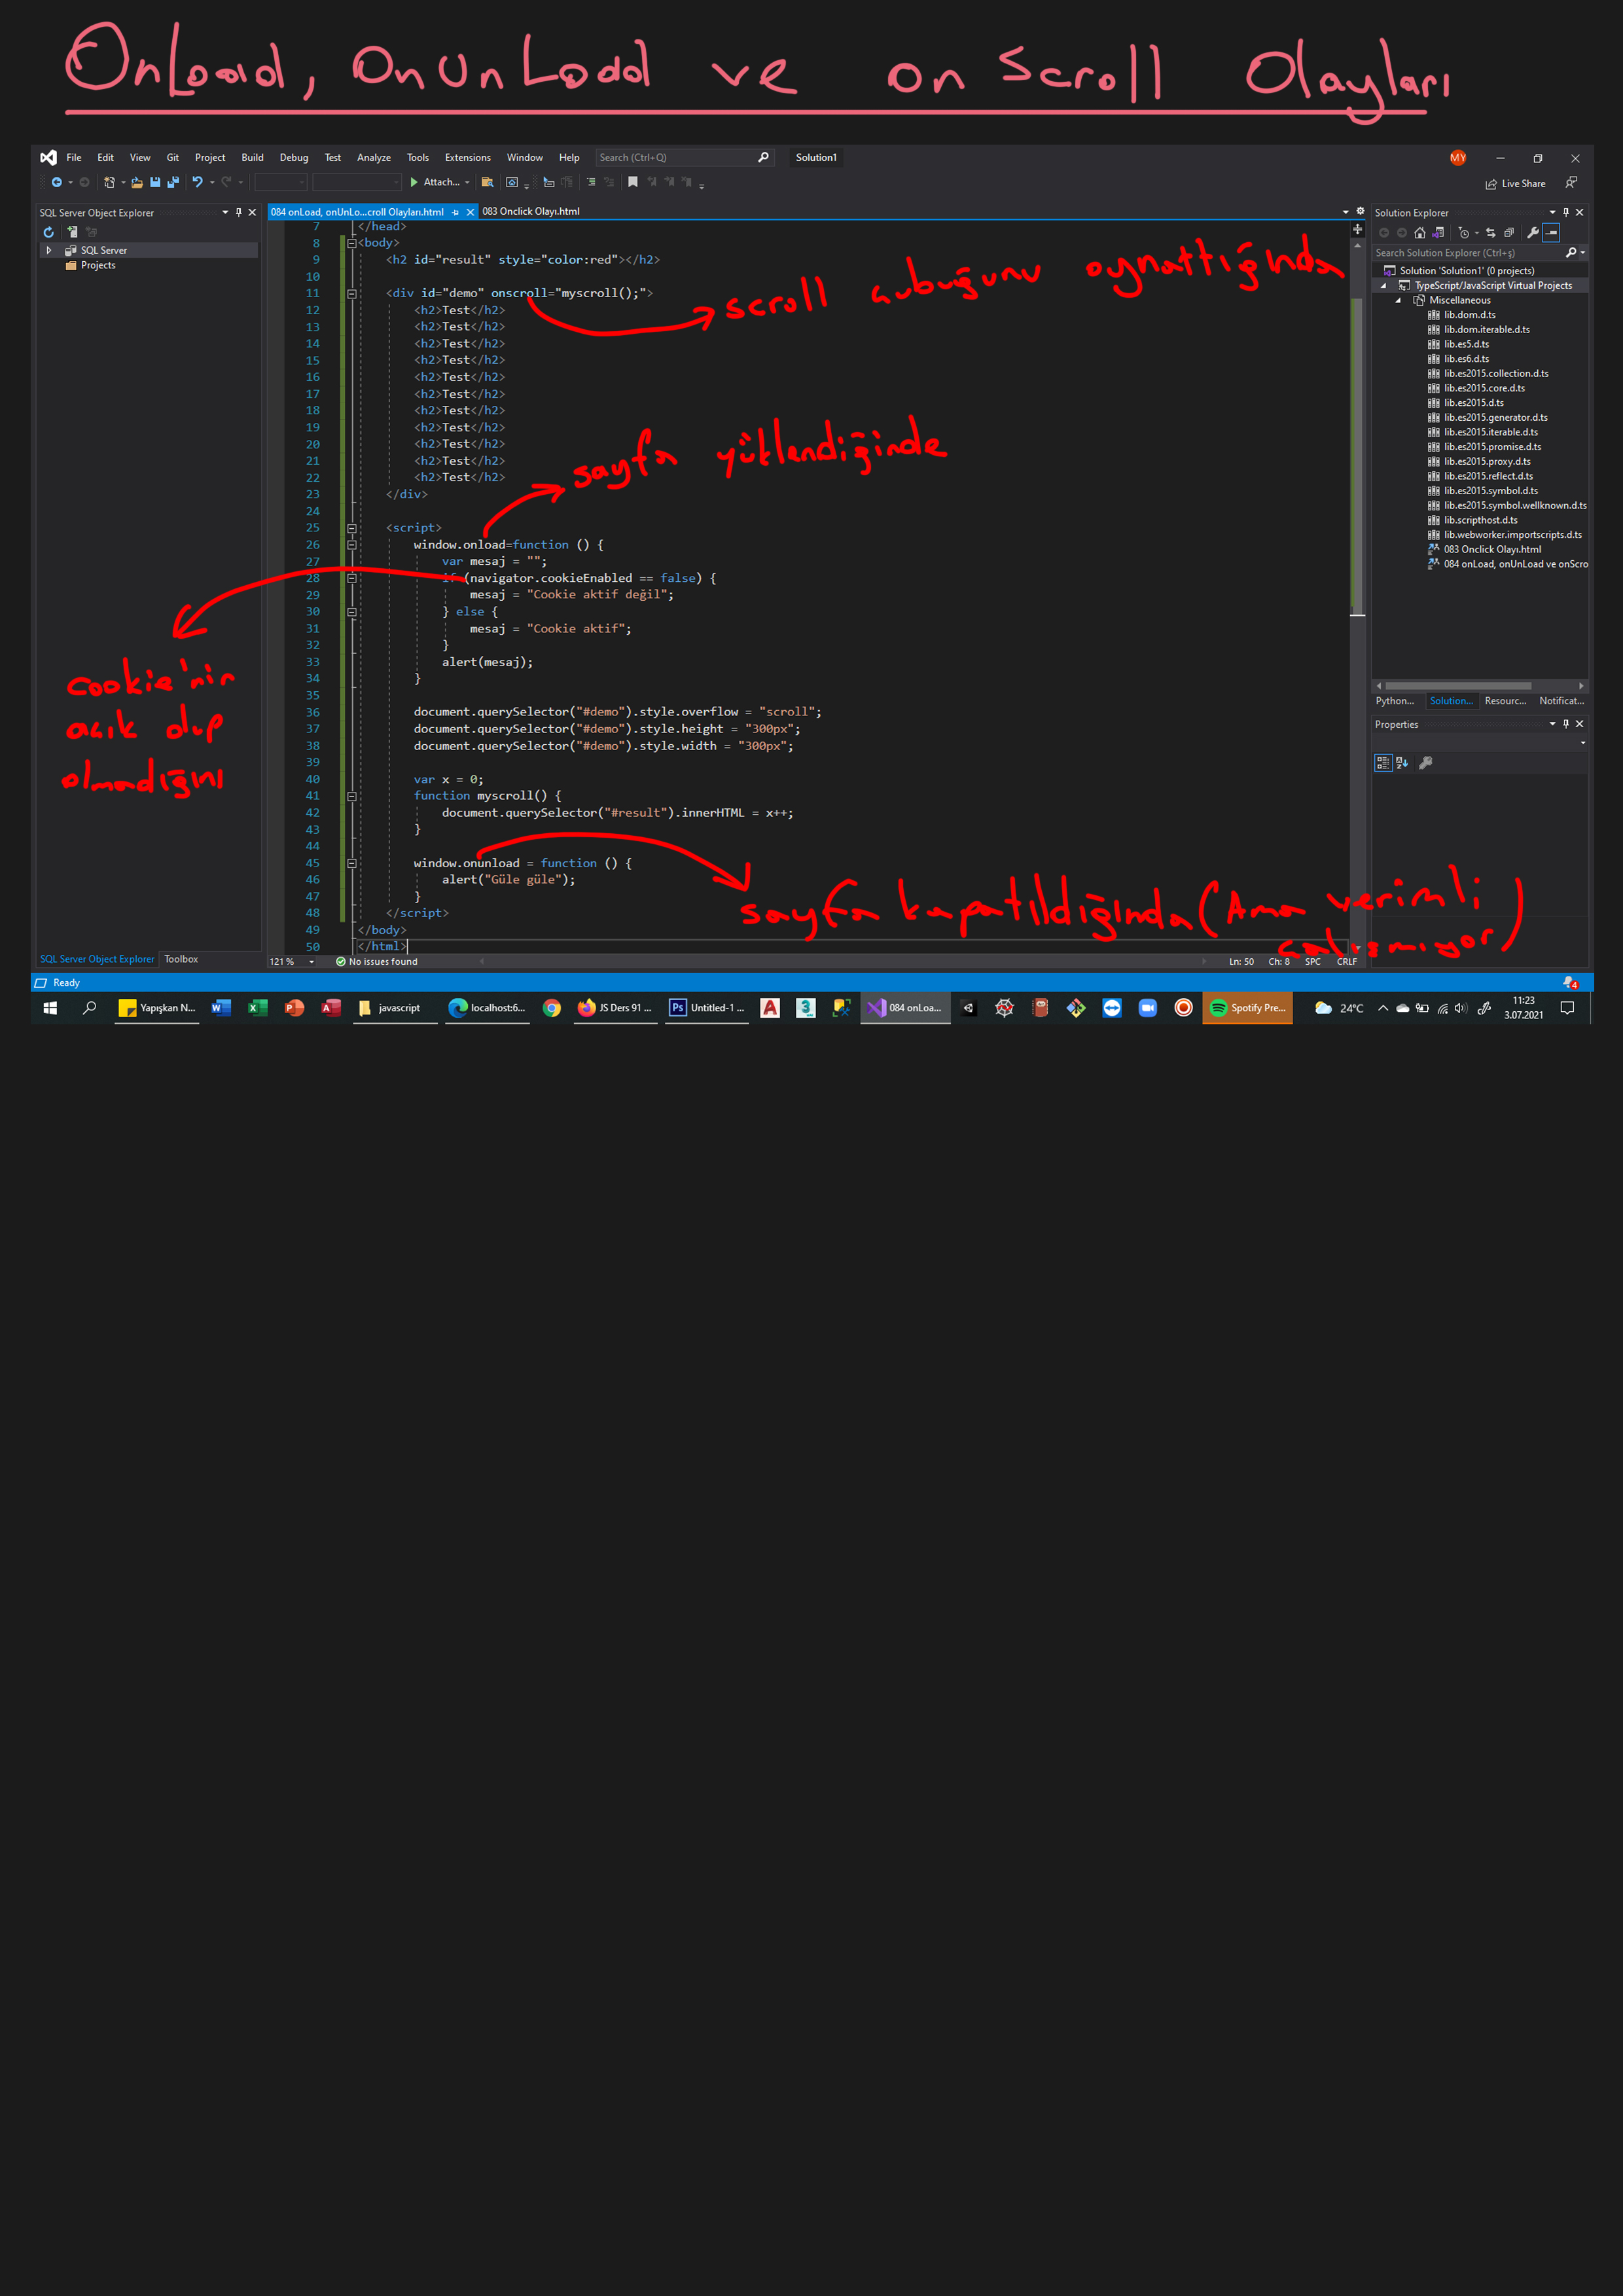 OnLoad, OnUnLoad ve onScroll Olayları
File Edit View Git Project Build Debug Test Analyze Tools Extensions Window Help Search (Ctrl+Q) Solution1 MY
Attach... Live Share
SQL Server Object Explorer
SQL Server
Projects
084 onLoad, onUnLo...croll Olayları.html 083 Onclick Olayı.html
7 </head>
8 <body>
9 <h2 id="result" style="color:red"></h2>
10
11 <div id="demo" onscroll="myscroll();">
scroll çubuğunu oynattığında
12 <h2>Test</h2>
13 <h2>Test</h2>
14 <h2>Test</h2>
15 <h2>Test</h2>
16 <h2>Test</h2>
17 <h2>Test</h2>
18 <h2>Test</h2>
19 <h2>Test</h2>
20 <h2>Test</h2>
21 <h2>Test</h2>
22 <h2>Test</h2>
23 </div>
24
sayfa yüklendiğinde
25 <script>
26 window.onload=function () {
27 var mesaj = "";
28 if (navigator.cookieEnabled == false) {
29 mesaj = "Cookie aktif değil";
30 } else {
31 mesaj = "Cookie aktif";
32 }
33 alert(mesaj);
34 }
35
36 document.querySelector("#demo").style.overflow = "scroll";
37 document.querySelector("#demo").style.height = "300px";
38 document.querySelector("#demo").style.width = "300px";
39
40 var x = 0;
41 function myscroll() {
42 document.querySelector("#result").innerHTML = x++;
43 }
44
45 window.onunload = function () {
46 alert("Güle güle");
47 }
48 </script>
49 </body>
50 </html>
cookie'nin
açık olup
olmadığını
sayfa kapatıldığında (Ama verimli
çalışmıyor)
121 % No issues found Ln: 50 Ch: 8 SPC CRLF
SQL Server Object Explorer Toolbox
Solution Explorer
Search Solution Explorer (Ctrl+ş)
Solution 'Solution1' (0 projects)
TypeScript/JavaScript Virtual Projects
Miscellaneous
lib.dom.d.ts
lib.dom.iterable.d.ts
lib.es5.d.ts
lib.es6.d.ts
lib.es2015.collection.d.ts
lib.es2015.core.d.ts
lib.es2015.d.ts
lib.es2015.generator.d.ts
lib.es2015.iterable.d.ts
lib.es2015.promise.d.ts
lib.es2015.proxy.d.ts
lib.es2015.reflect.d.ts
lib.es2015.symbol.d.ts
lib.es2015.symbol.wellknown.d.ts
lib.scripthost.d.ts
lib.webworker.importscripts.d.ts
083 Onclick Olayı.html
084 onLoad, onUnLoad ve onScro
Python... Solution... Resourc... Notificat...
Properties
Ready 4
Yapışkan N... javascript localhost:6... JS Ders 91 ... Untitled-1 ... 084 onLoa... Spotify Pre... 24°C 11:23
3.07.2021